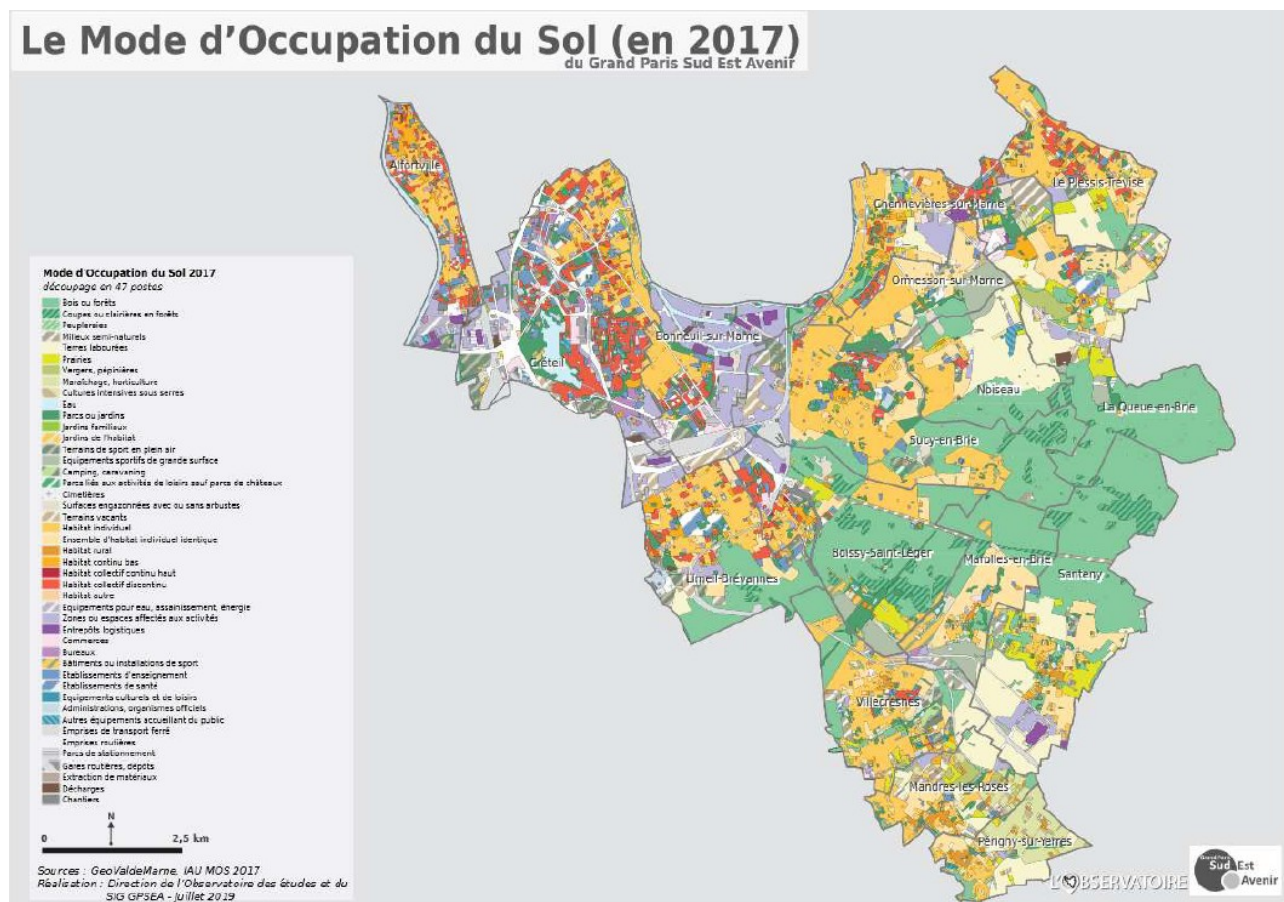 Le Mode d'Occupation du Sol (en 2017)
du Grand Paris Sud Est Avenir
Alfortville
Le Plessis-Trévise
Chennevières-sur-Marne
Ormesson-sur-Marne
Bonneuil-sur-Marne
Créteil
Noiseau
La Queue-en-Brie
Sucy-en-Brie
Boissy-Saint-Léger
Marolles-en-Brie
Santeny
Limeil-Brévannes
Villecresnes
Mandres-les-Roses
Périgny-sur-Yerres
Mode d'Occupation du Sol 2017
découpage en 47 postes
Bois ou forêts
Coupes ou clairières en forêts
Peupleraies
Milieux semi-naturels
Terres labourées
Prairies
Vergers, pépinières
Maraîchage, horticulture
Cultures intensives sous serres
Eau
Parcs ou jardins
Jardins familiaux
Jardins de l'habitat
Terrains de sport en plein air
Equipements sportifs de grande surface
Camping, caravaning
Parcs liés aux activités de loisirs sauf parcs de châteaux
Cimetières
Surfaces engazonnées avec ou sans arbustes
Terrains vacants
Habitat individuel
Ensemble d'habitat individuel identique
Habitat rural
Habitat continu bas
Habitat collectif continu haut
Habitat collectif discontinu
Habitat autre
Equipements pour eau, assainissement, énergie
Zones ou espaces affectés aux activités
Entrepôts logistiques
Commerces
Bureaux
Bâtiments ou installations de sport
Etablissements d'enseignement
Etablissements de santé
Equipements culturels et de loisirs
Administrations, organismes officiels
Autres équipements accueillant du public
Emprises de transport ferré
Emprises routières
Parcs de stationnement
Gares routières, dépôts
Extraction de matériaux
Décharges
Chantiers
N
0 2,5 km
Sources : GeoValdeMarne, IAU MOS 2017
Réalisation : Direction de l'Observatoire des études et du
SIG GPSEA - Juillet 2019
L'OBSERVATOIRE
Grand Paris
Sud Est
Avenir